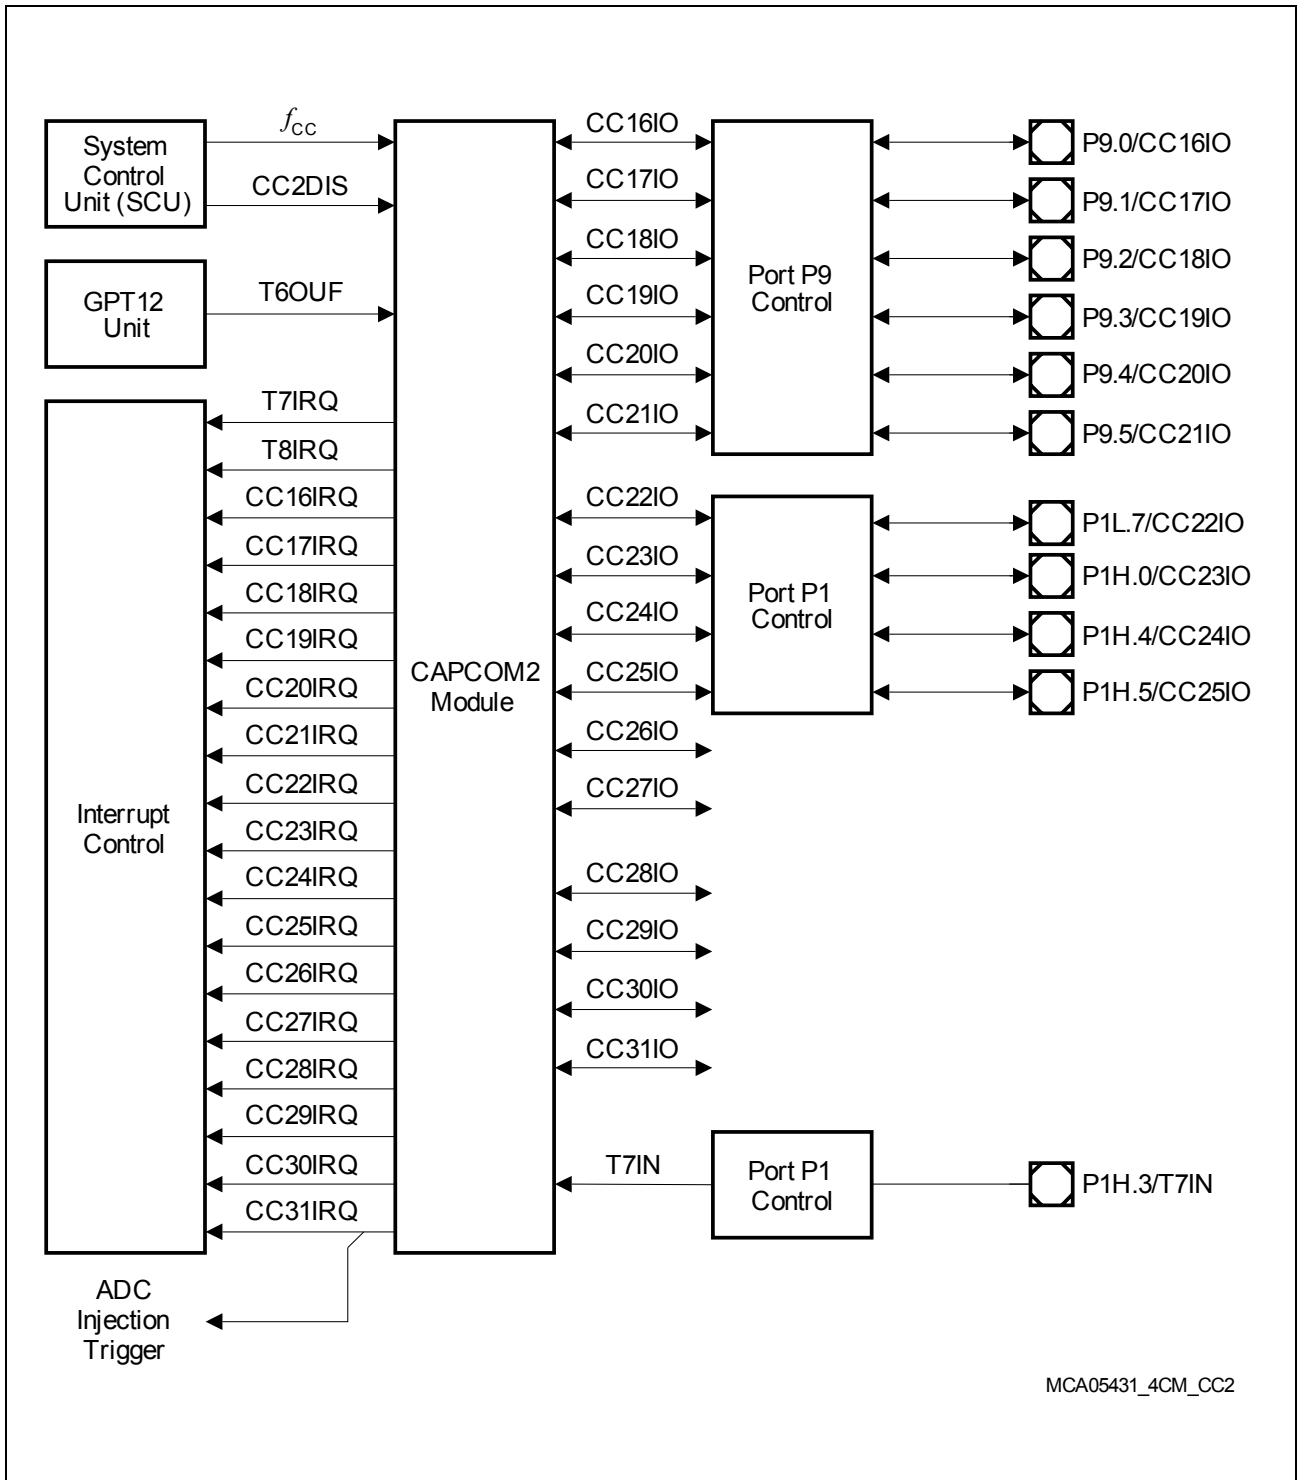 System
Control
Unit (SCU)
fCC
CC2DIS
GPT12
Unit
T6OUF
Interrupt
Control
T7IRQ
T8IRQ
CC16IRQ
CC17IRQ
CC18IRQ
CC19IRQ
CC20IRQ
CC21IRQ
CC22IRQ
CC23IRQ
CC24IRQ
CC25IRQ
CC26IRQ
CC27IRQ
CC28IRQ
CC29IRQ
CC30IRQ
CC31IRQ
ADC
Injection
Trigger
CAPCOM2
Module
CC16IO
CC17IO
CC18IO
CC19IO
CC20IO
CC21IO
CC22IO
CC23IO
CC24IO
CC25IO
CC26IO
CC27IO
CC28IO
CC29IO
CC30IO
CC31IO
T7IN
Port P9
Control
Port P1
Control
Port P1
Control
P9.0/CC16IO
P9.1/CC17IO
P9.2/CC18IO
P9.3/CC19IO
P9.4/CC20IO
P9.5/CC21IO
P1L.7/CC22IO
P1H.0/CC23IO
P1H.4/CC24IO
P1H.5/CC25IO
P1H.3/T7IN
MCA05431_4CM_CC2